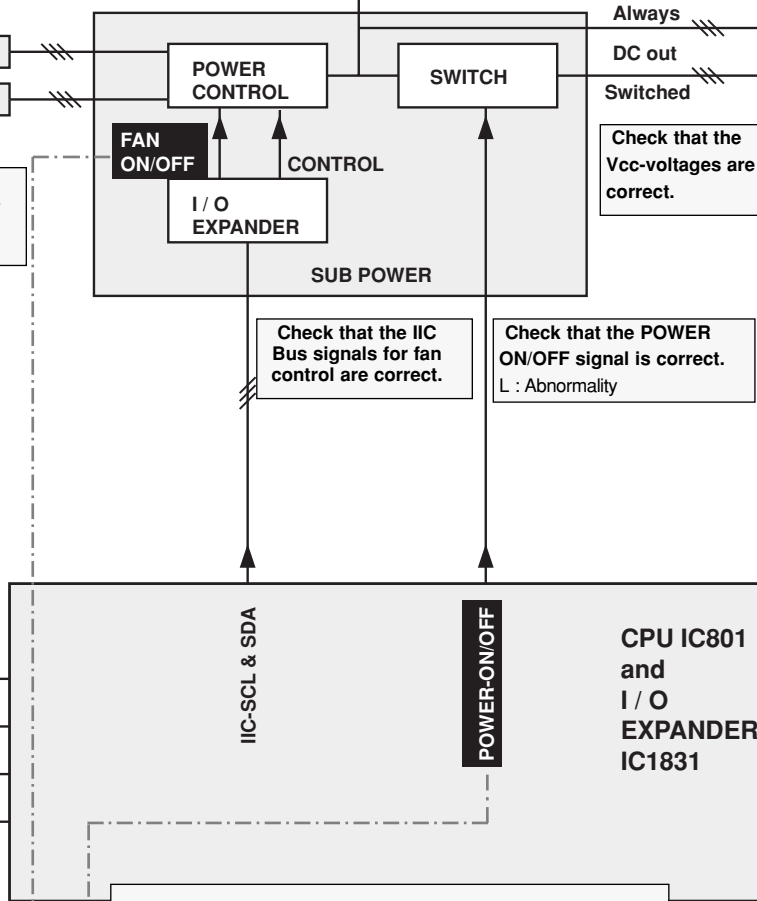 Always
DC out
Switched
POWER
CONTROL
SWITCH
FAN
ON/OFF
CONTROL
I / O
EXPANDER
SUB POWER
Check that the
Vcc-voltages are
correct.
Check that the IIC
Bus signals for fan
control are correct.
Check that the POWER
ON/OFF signal is correct.
L : Abnormality
IIC-SCL & SDA
POWER-ON/OFF
CPU IC801
and
I / O
EXPANDER
IC1831